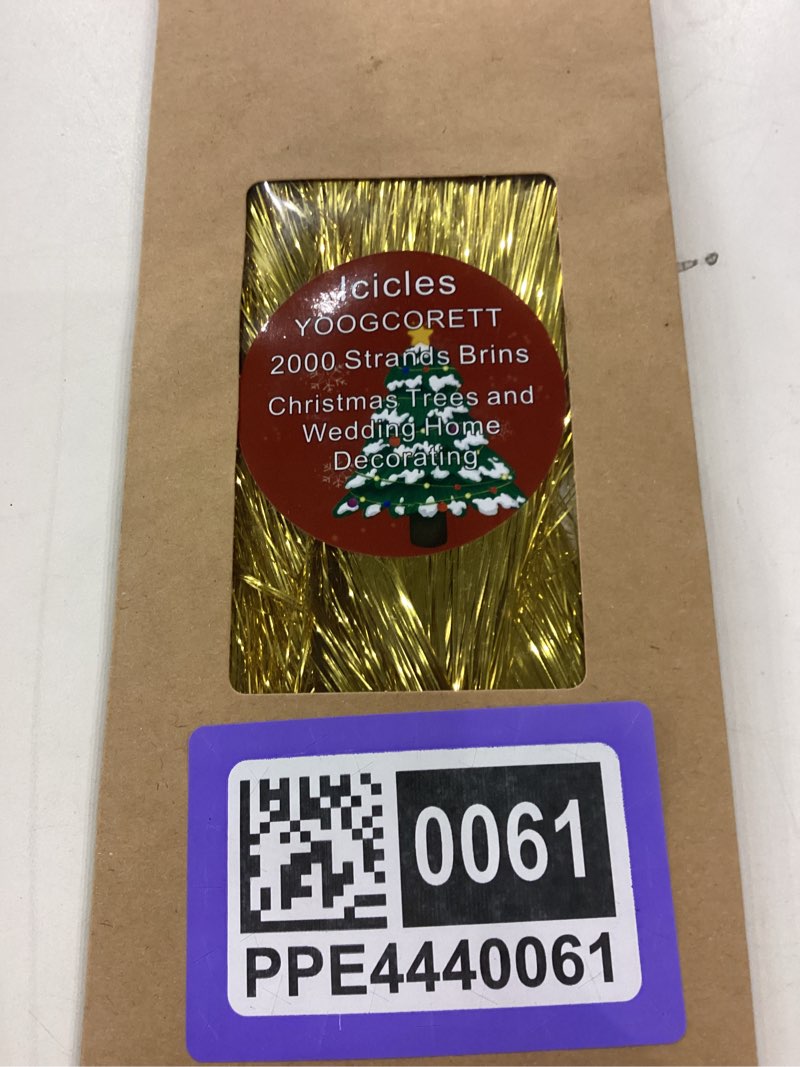 Icicles
YOOGCORETT
2000 Strands Brins
Christmas Trees and
Wedding Home
Decorating
0061
PPE4440061